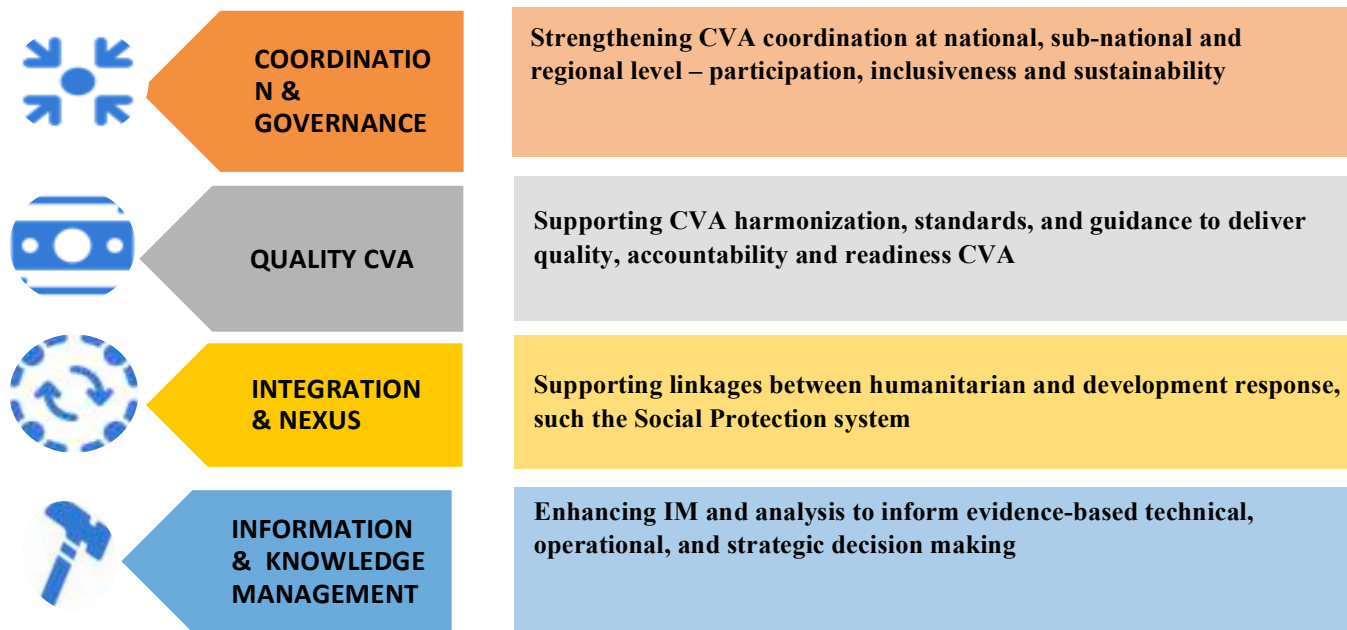 COORDINATIO
N &
GOVERNANCE
Strengthening CVA coordination at national, sub-national and
regional level – participation, inclusiveness and sustainability
QUALITY CVA
Supporting CVA harmonization, standards, and guidance to deliver
quality, accountability and readiness CVA
INTEGRATION
& NEXUS
Supporting linkages between humanitarian and development response,
such the Social Protection system
INFORMATION
& KNOWLEDGE
MANAGEMENT
Enhancing IM and analysis to inform evidence-based technical,
operational, and strategic decision making